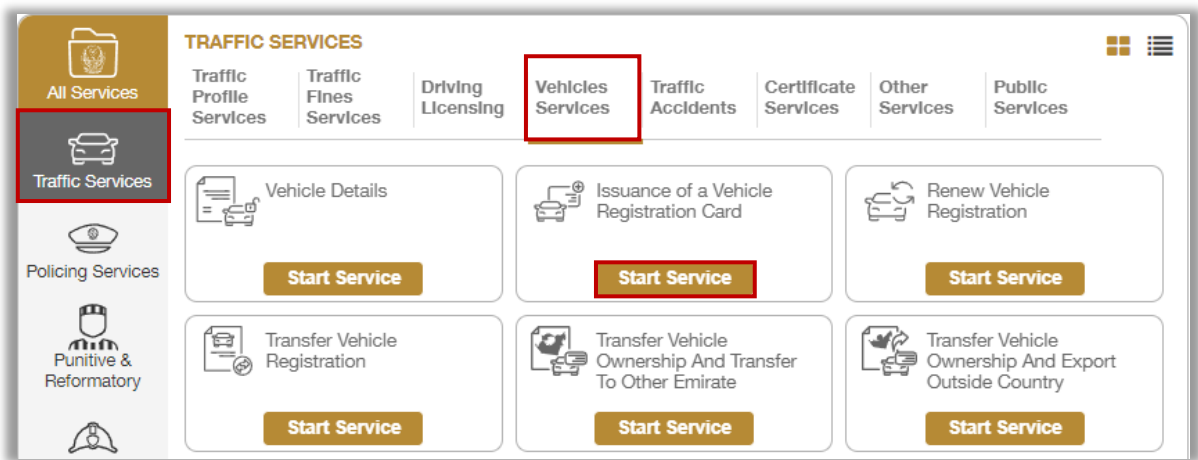 All Services
Traffic Services
Policing Services
Punitive &
Reformatory
TRAFFIC SERVICES
Traffic
Profile
Services
Traffic
Fines
Services
Driving
Licensing
Vehicles
Services
Traffic
Accidents
Certificate
Services
Other
Services
Public
Services
Vehicle Details
Start Service
Issuance of a Vehicle
Registration Card
Start Service
Renew Vehicle
Registration
Start Service
Transfer Vehicle
Registration
Start Service
Transfer Vehicle
Ownership And Transfer
To Other Emirate
Start Service
Transfer Vehicle
Ownership And Export
Outside Country
Start Service